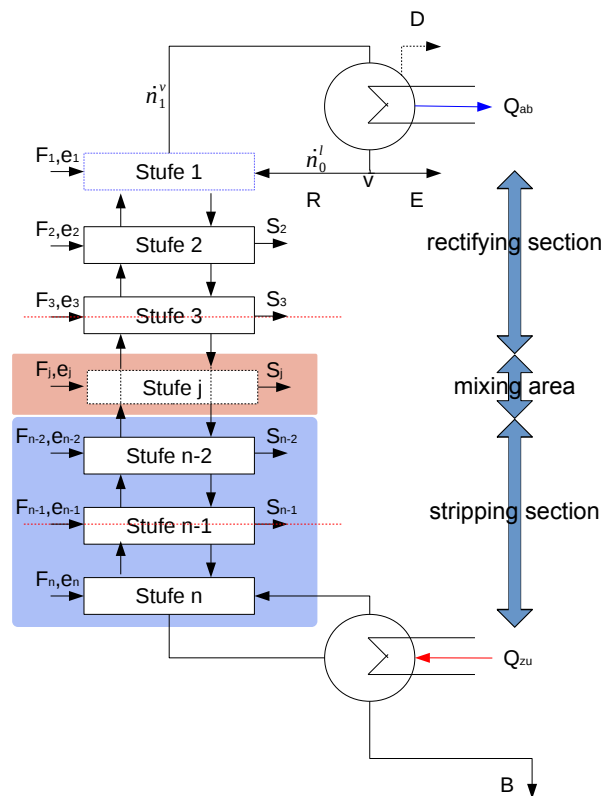 D
ṅ₁ᵛ
Qab
F1,e1
Stufe 1
ṅ₀ˡ
R
v
E
F2,e2
Stufe 2
S2
rectifying section
F3,e3
Stufe 3
S3
Fj,ej
Stufe j
Sj
mixing area
Fn-2,en-2
Stufe n-2
Sn-2
Fn-1,en-1
Stufe n-1
Sn-1
stripping section
Fn,en
Stufe n
Qzu
B